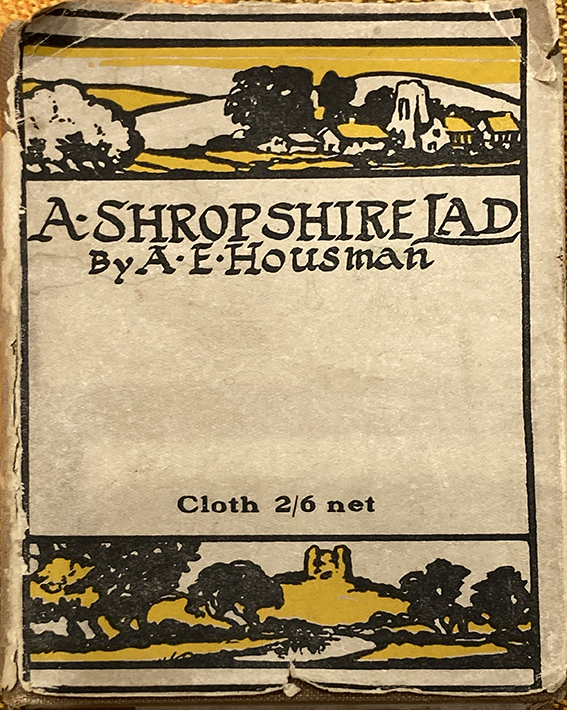 A·SHROPSHIRE LAD
By A·E·Housman
Cloth 2/6 net